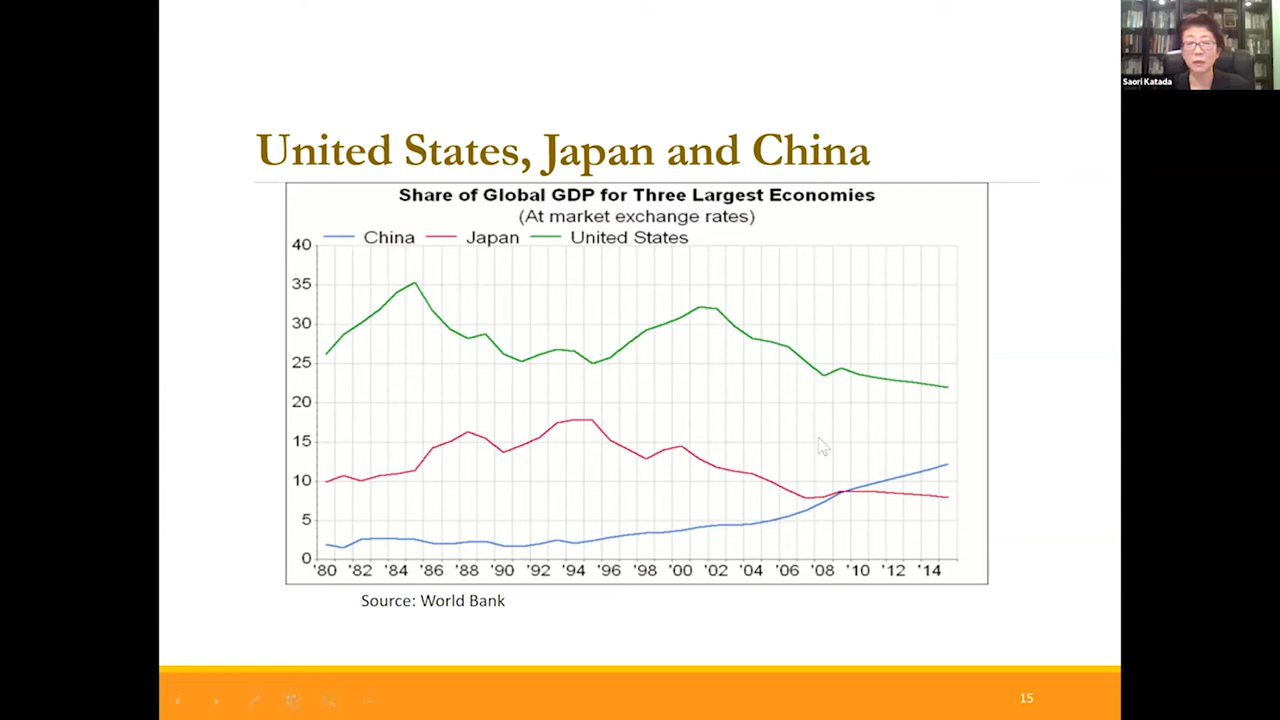 Saori Katada
United States, Japan and China
Share of Global GDP for Three Largest Economies
(At market exchange rates)
China Japan United States
40
35
30
25
20
15
10
5
0
'80 '82 '84 '86 '88 '90 '92 '94 '96 '98 '00 '02 '04 '06 '08 '10 '12 '14
Source: World Bank
15